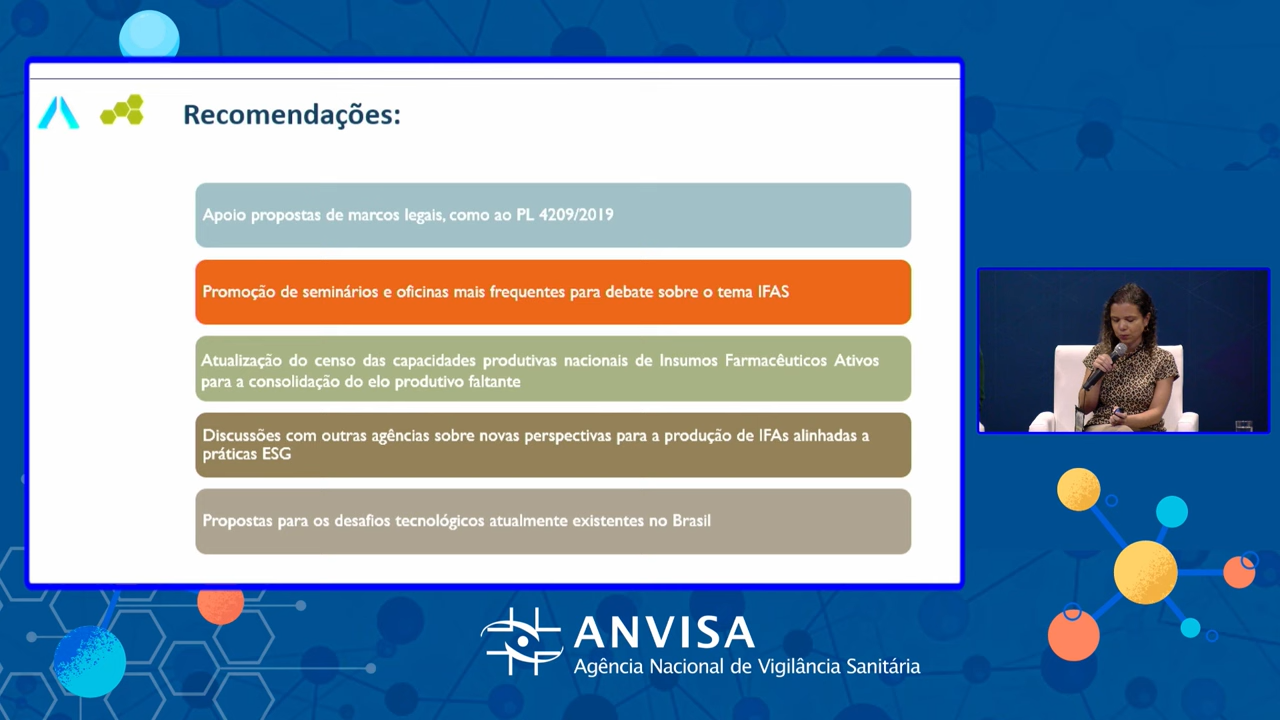 Recomendações:
Apoio propostas de marcos legais, como ao PL 4209/2019
Promoção de seminários e oficinas mais frequentes para debate sobre o tema IFAS
Atualização do censo das capacidades produtivas nacionais de Insumos Farmacêuticos Ativos
para a consolidação do elo produtivo faltante
Discussões com outras agências sobre novas perspectivas para a produção de IFAs alinhadas a
práticas ESG
Propostas para os desafios tecnológicos atualmente existentes no Brasil
ANVISA
Agência Nacional de Vigilância Sanitária